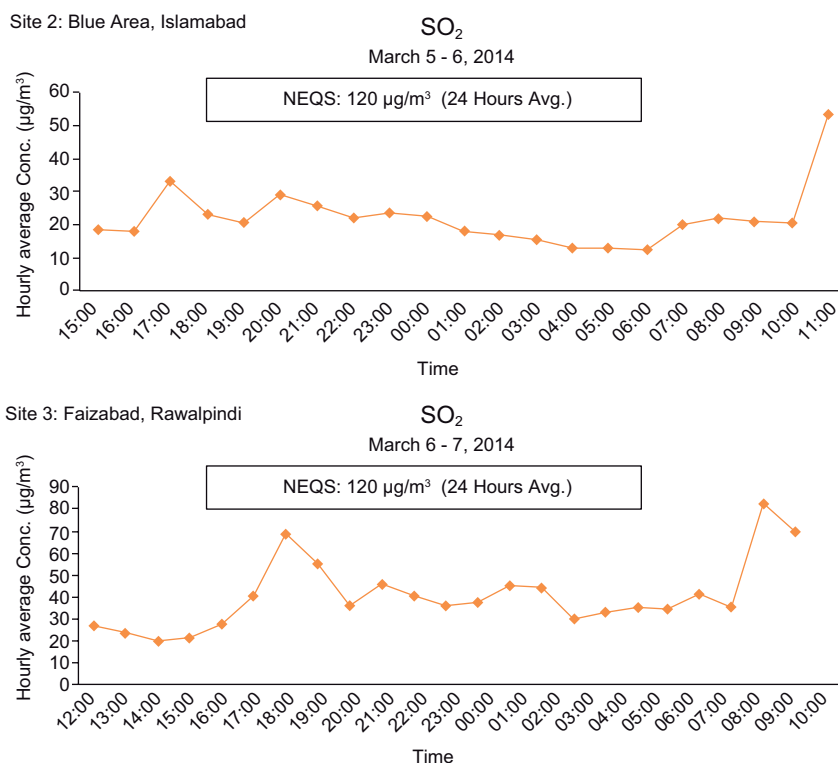 Site 2: Blue Area, Islamabad
SO₂
March 5 - 6, 2014
NEQS: 120 µg/m³ (24 Hours Avg.)
Hourly average Conc. (µg/m³)
60
50
40
30
20
10
0
15:00 16:00 17:00 18:00 19:00 20:00 21:00 22:00 23:00 00:00 01:00 02:00 03:00 04:00 05:00 06:00 07:00 08:00 09:00 10:00 11:00
Time
Site 3: Faizabad, Rawalpindi
SO₂
March 6 - 7, 2014
NEQS: 120 µg/m³ (24 Hours Avg.)
Hourly average Conc. (µg/m³)
90
80
70
60
50
40
30
20
10
0
12:00 13:00 14:00 15:00 16:00 17:00 18:00 19:00 20:00 21:00 22:00 23:00 00:00 01:00 02:00 03:00 04:00 05:00 06:00 07:00 08:00 09:00 10:00
Time